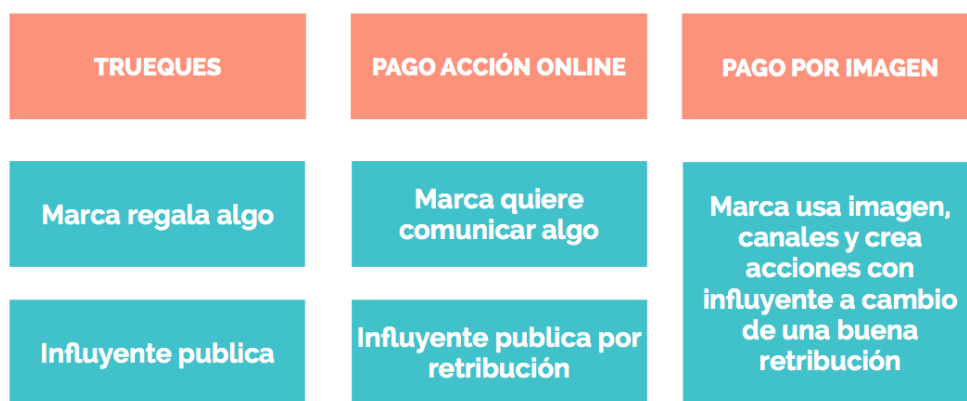 TRUEQUES
PAGO ACCIÓN ONLINE
PAGO POR IMAGEN
Marca regala algo
Influyente publica
Marca quiere
comunicar algo
Influyente publica por
retribución
Marca usa imagen,
canales y crea
acciones con
influyente a cambio
de una buena
retribución